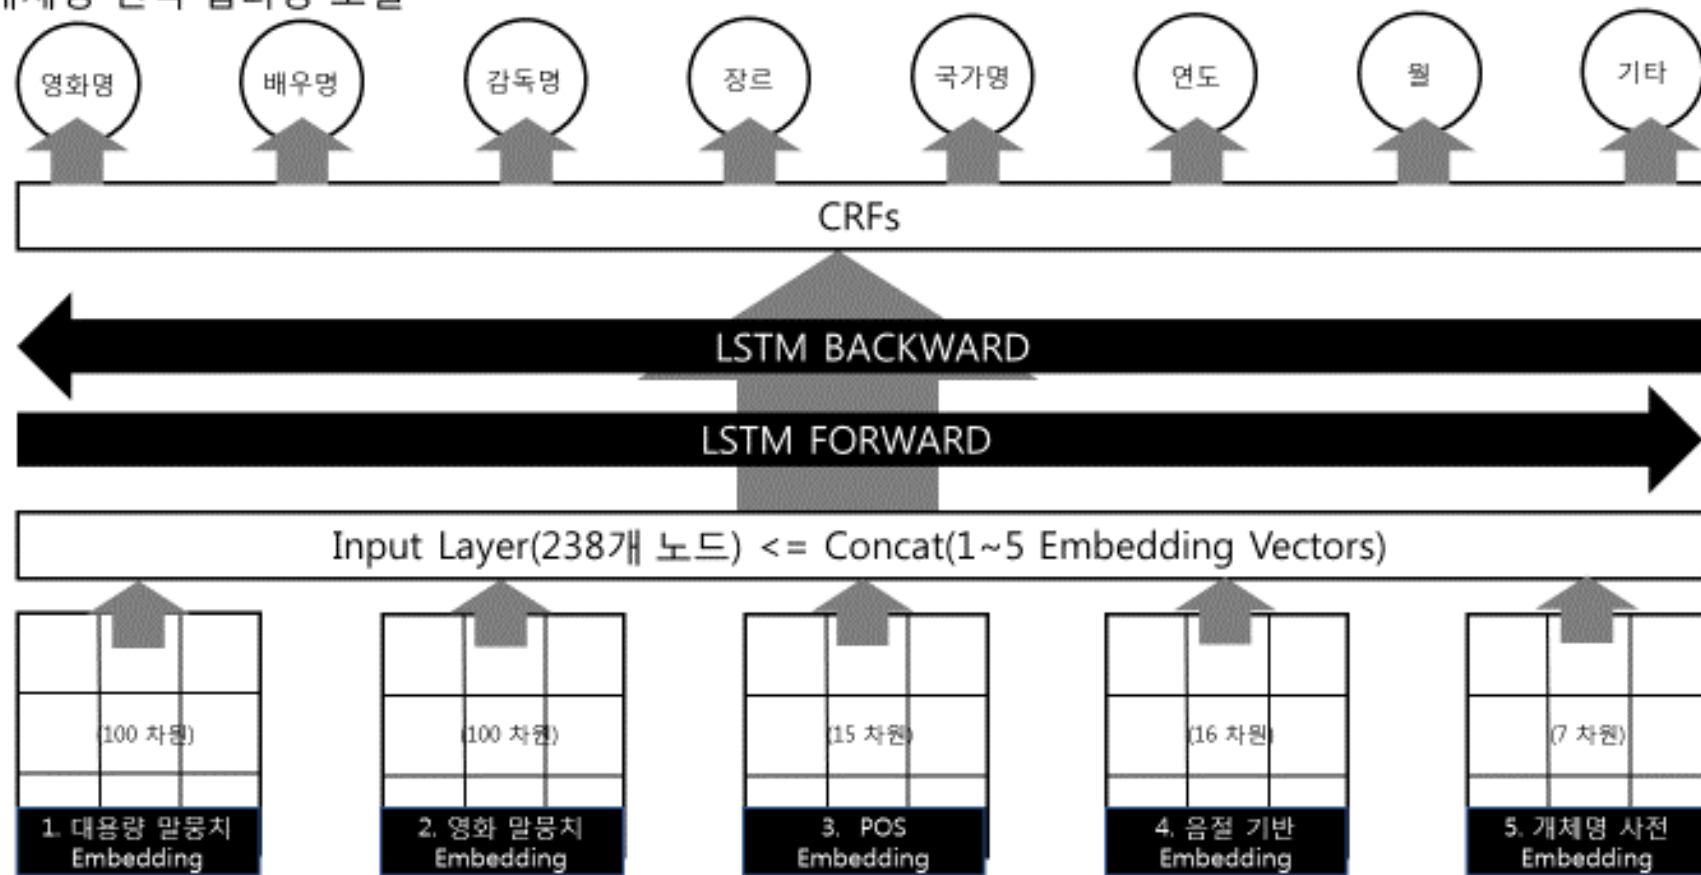 영화명
배우명
감독명
장르
국가명
연도
월
기타
CRFs
LSTM BACKWARD
LSTM FORWARD
Input Layer(238개 노드) <= Concat(1~5 Embedding Vectors)
(100 차원)
(100 차원)
(15 차원)
(16 차원)
(7 차원)
1. 대용량 말뭉치
Embedding
2. 영화 말뭉치
Embedding
3. POS
Embedding
4. 음절 기반
Embedding
5. 개체명 사전
Embedding